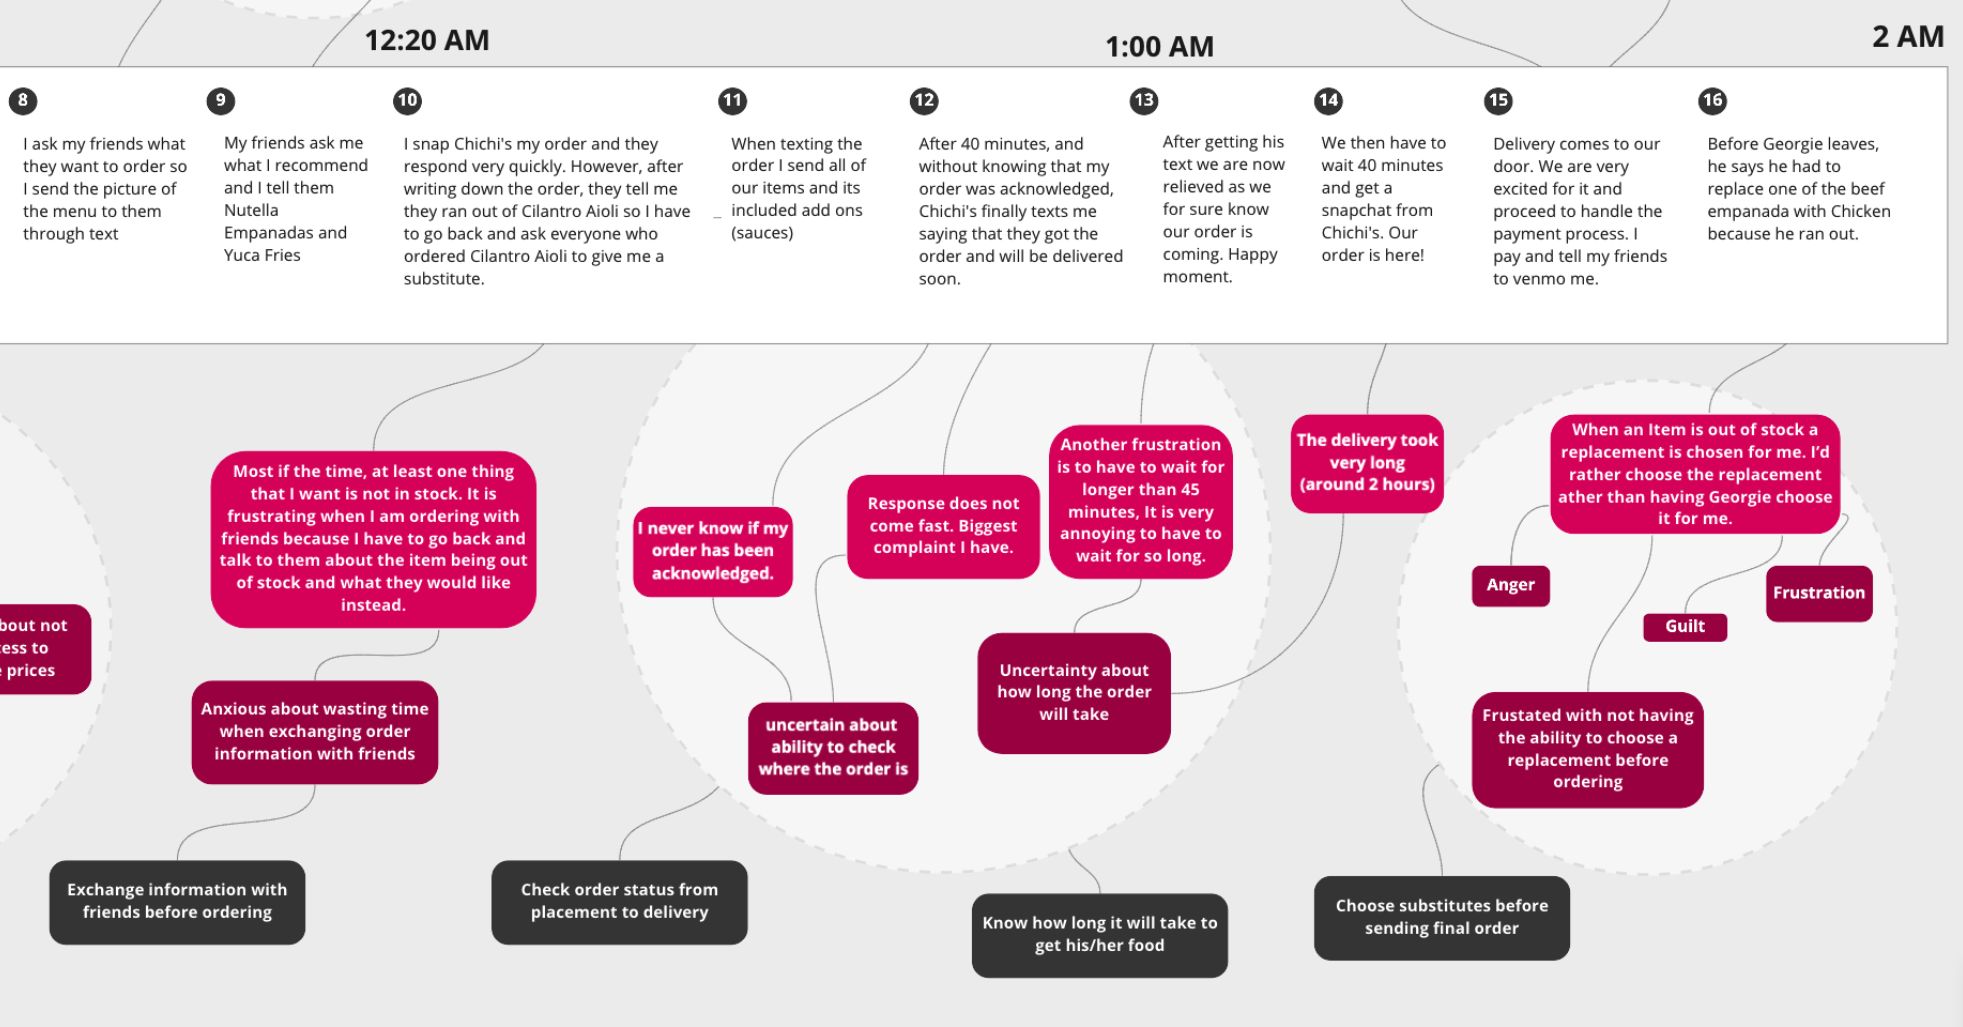 12:20 AM
1:00 AM
2 AM
8
I ask my friends what
they want to order so
I send the picture of
the menu to them
through text
9
My friends ask me
what I recommend
and I tell them
Nutella
Empanadas and
Yuca Fries
10
I snap Chichi's my order and they
respond very quickly. However, after
writing down the order, they tell me
they ran out of Cilantro Aioli so I have
to go back and ask everyone who
ordered Cilantro Aioli to give me a
substitute.
11
When texting the
order I send all of
our items and its
_ included add ons
(sauces)
12
After 40 minutes, and
without knowing that my
order was acknowledged,
Chichi's finally texts me
saying that they got the
order and will be delivered
soon.
13
After getting his
text we are now
relieved as we
for sure know
our order is
coming. Happy
moment.
14
We then have to
wait 40 minutes
and get a
snapchat from
Chichi's. Our
order is here!
15
Delivery comes to our
door. We are very
excited for it and
proceed to handle the
payment process. I
pay and tell my friends
to venmo me.
16
Before Georgie leaves,
he says he had to
replace one of the beef
empanada with Chicken
because he ran out.
Most if the time, at least one thing
that I want is not in stock. It is
frustrating when I am ordering with
friends because I have to go back and
talk to them about the item being out
of stock and what they would like
instead.
I never know if my
order has been
acknowledged.
Response does not
come fast. Biggest
complaint I have.
Another frustration
is to have to wait for
longer than 45
minutes, It is very
annoying to have to
wait for so long.
The delivery took
very long
(around 2 hours)
When an Item is out of stock a
replacement is chosen for me. I'd
rather choose the replacement
ather than having Georgie choose
it for me.
Anger
Guilt
Frustration
bout not
cess to
prices
Anxious about wasting time
when exchanging order
information with friends
uncertain about
ability to check
where the order is
Uncertainty about
how long the order
will take
Frustated with not having
the ability to choose a
replacement before
ordering
Exchange information with
friends before ordering
Check order status from
placement to delivery
Know how long it will take to
get his/her food
Choose substitutes before
sending final order